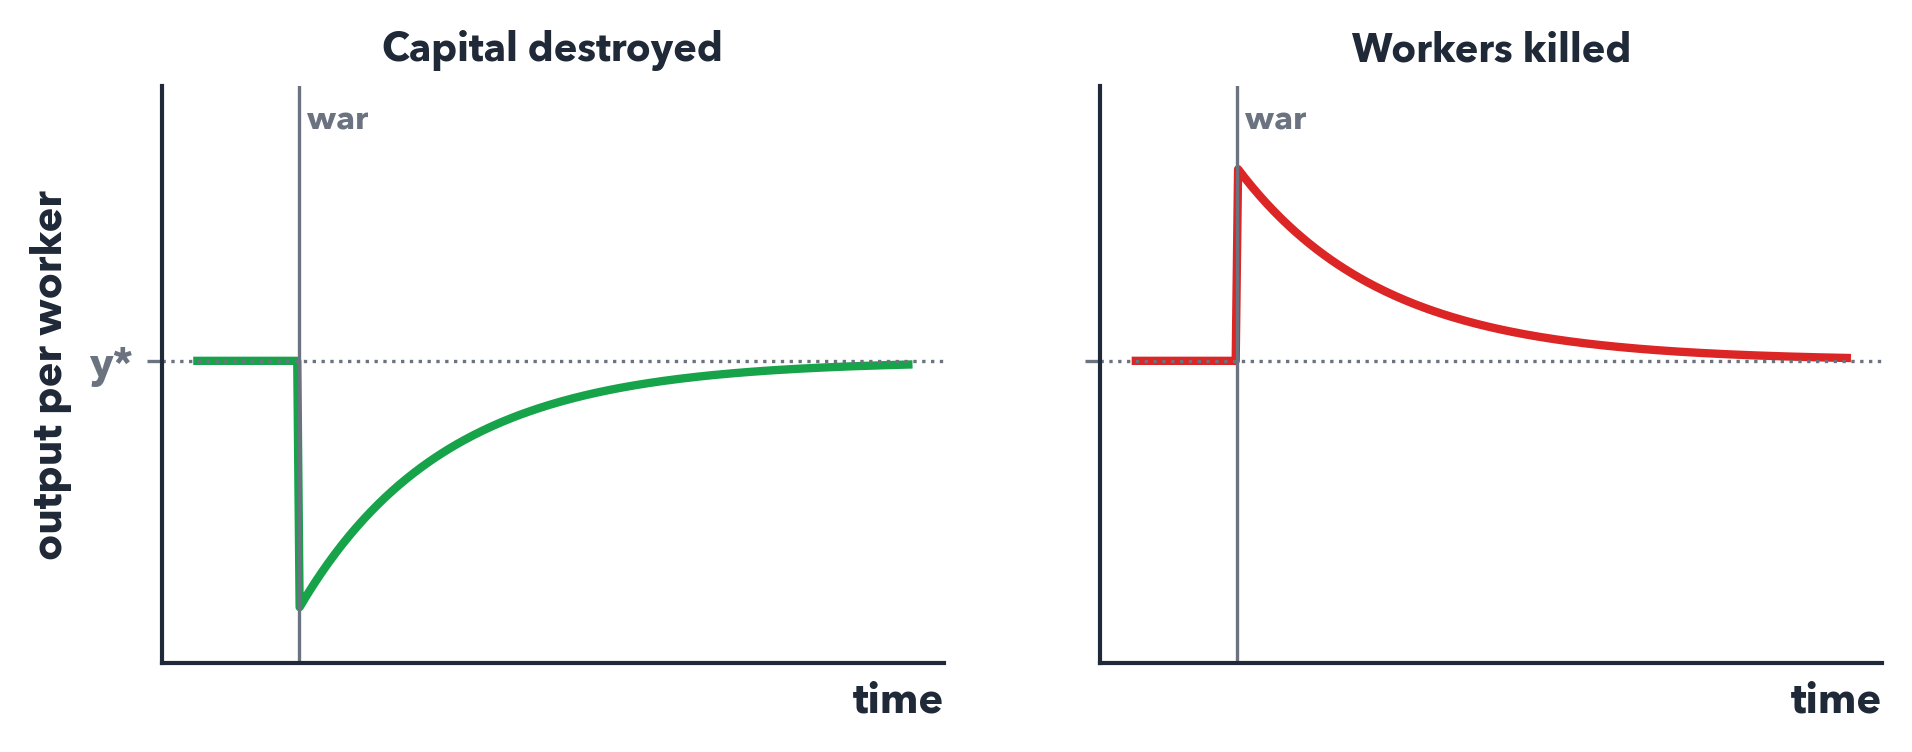 Capital destroyed
war
output per worker
y*
time
Workers killed
war
time